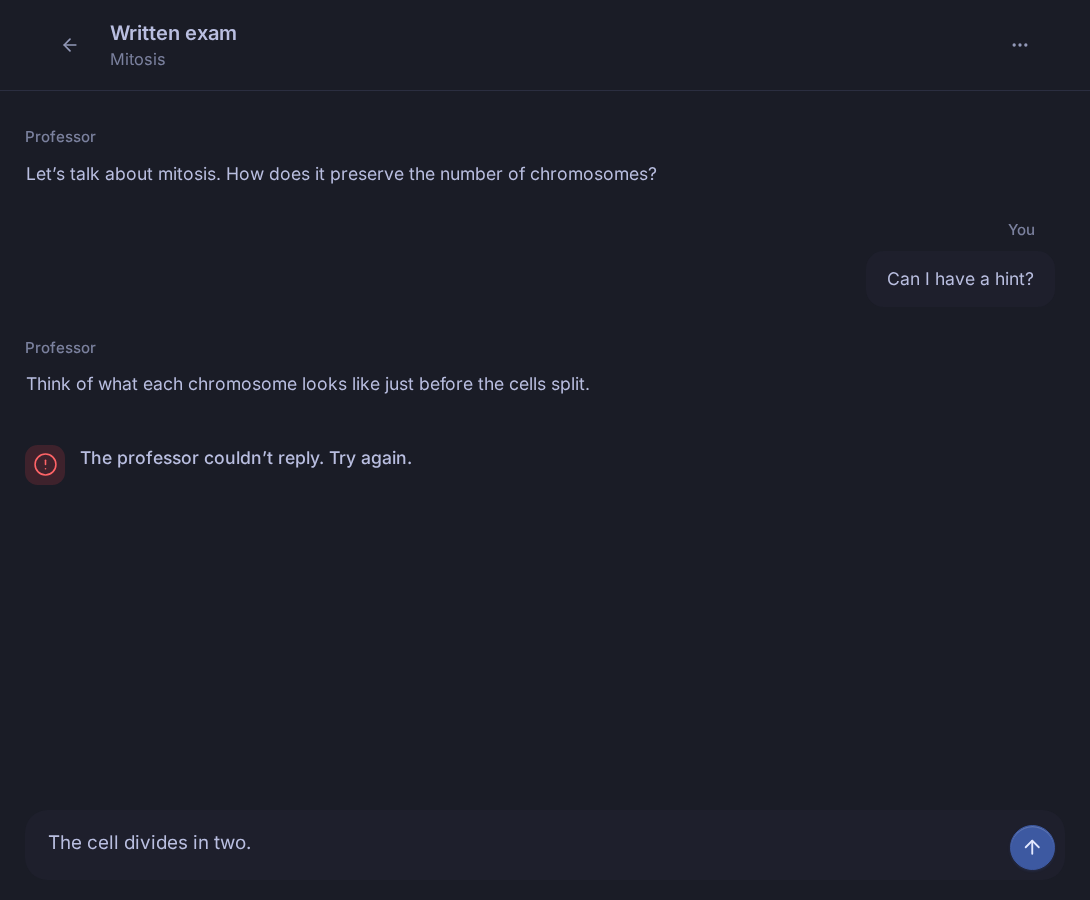 Written exam
Mitosis
Professor
Let’s talk about mitosis. How does it preserve the number of chromosomes?
You
Can I have a hint?
Professor
Think of what each chromosome looks like just before the cells split.
The professor couldn’t reply. Try again.
The cell divides in two.